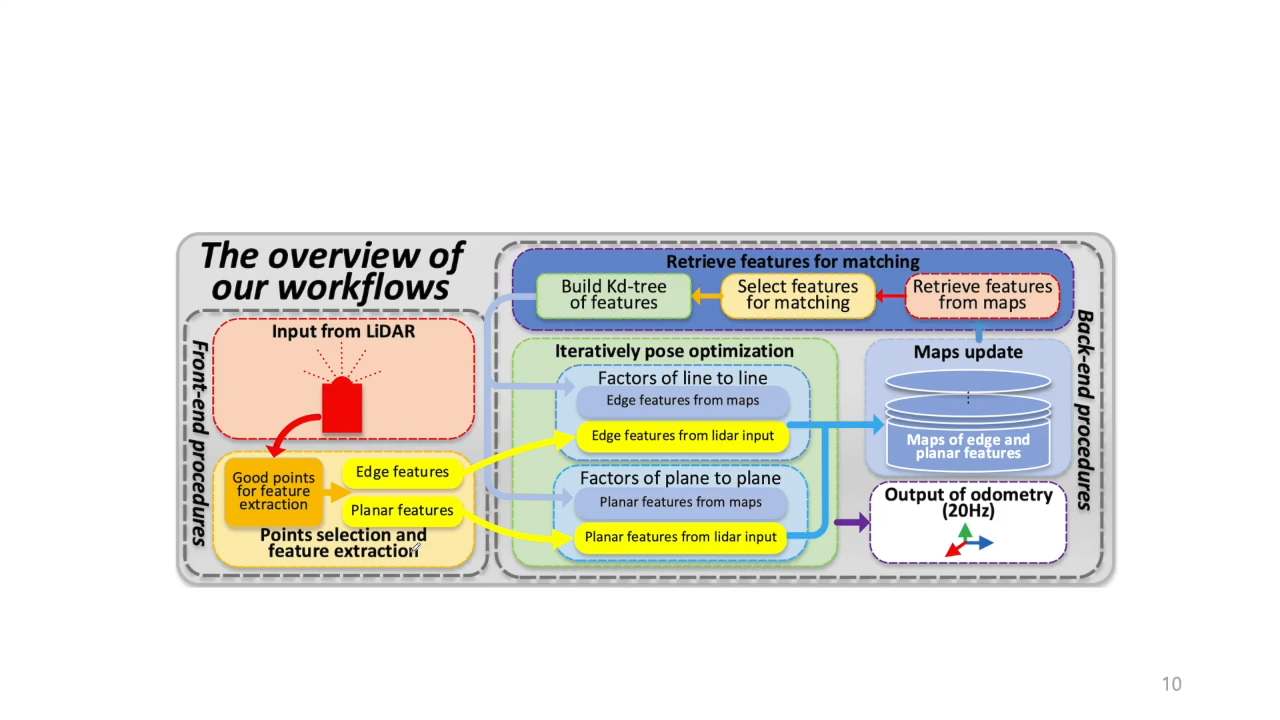 The overview of
our workflows
Front-end procedures
Input from LiDAR
Good points
for feature
extraction
Edge features
Planar features
Points selection and
feature extraction
Retrieve features for matching
Build Kd-tree
of features
Select features
for matching
Retrieve features
from maps
Iteratively pose optimization
Factors of line to line
Edge features from maps
Edge features from lidar input
Factors of plane to plane
Planar features from maps
Planar features from lidar input
Maps update
Maps of edge and
planar features
Output of odometry
(20Hz)
Back-end procedures
10